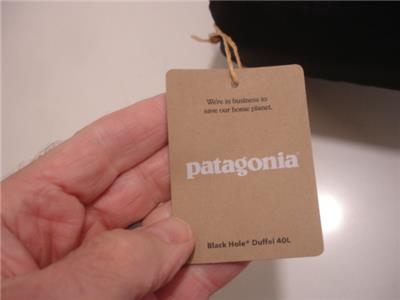 We're in business to
save our home planet.
patagonia
Black Hole® Duffel 40L